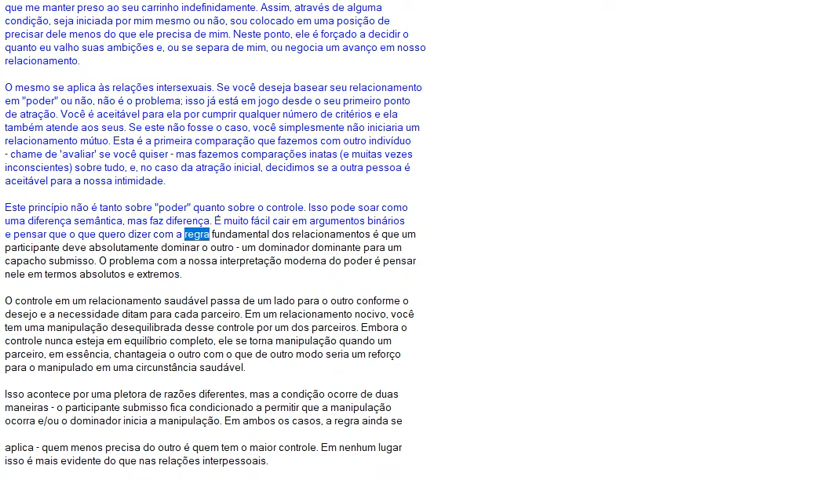 que me manter preso ao seu carrinho indefinidamente. Assim, através de alguma
condição, seja iniciada por mim mesmo ou não, sou colocado em uma posição de
precisar dele menos do que ele precisa de mim. Neste ponto, ele é forçado a decidir o
quanto eu valho suas ambições e, ou se separa de mim, ou negocia um avanço em nosso
relacionamento.
O mesmo se aplica às relações intersexuais. Se você deseja basear seu relacionamento
em "poder" ou não, não é o problema; isso já está em jogo desde o seu primeiro ponto
de atração. Você é aceitável para ela por cumprir qualquer número de critérios e ela
também atende aos seus. Se este não fosse o caso, você simplesmente não iniciaria um
relacionamento mútuo. Esta é a primeira comparação que fazemos com outro indivíduo
- chame de 'avaliar' se você quiser - mas fazemos comparações inatas (e muitas vezes
inconscientes) sobre tudo, e, no caso da atração inicial, decidimos se a outra pessoa é
aceitável para a nossa intimidade.
Este princípio não é tanto sobre "poder" quanto sobre o controle. Isso pode soar como
uma diferença semântica, mas faz diferença. É muito fácil cair em argumentos binários
e pensar que o que quero dizer com a regra fundamental dos relacionamentos é que um
participante deve absolutamente dominar o outro - um dominador dominante para um
capacho submisso. O problema com a nossa interpretação moderna do poder é pensar
nele em termos absolutos e extremos.
O controle em um relacionamento saudável passa de um lado para o outro conforme o
desejo e a necessidade ditam para cada parceiro. Em um relacionamento nocivo, você
tem uma manipulação desequilibrada desse controle por um dos parceiros. Embora o
controle nunca esteja em equilíbrio completo, ele se torna manipulação quando um
parceiro, em essência, chantageia o outro com o que de outro modo seria um reforço
para o manipulado em uma circunstância saudável.
Isso acontece por uma pletora de razões diferentes, mas a condição ocorre de duas
maneiras - o participante submisso fica condicionado a permitir que a manipulação
ocorra e/ou o dominador inicia a manipulação. Em ambos os casos, a regra ainda se
aplica - quem menos precisa do outro é quem tem o maior controle. Em nenhum lugar
isso é mais evidente do que nas relações interpessoais.